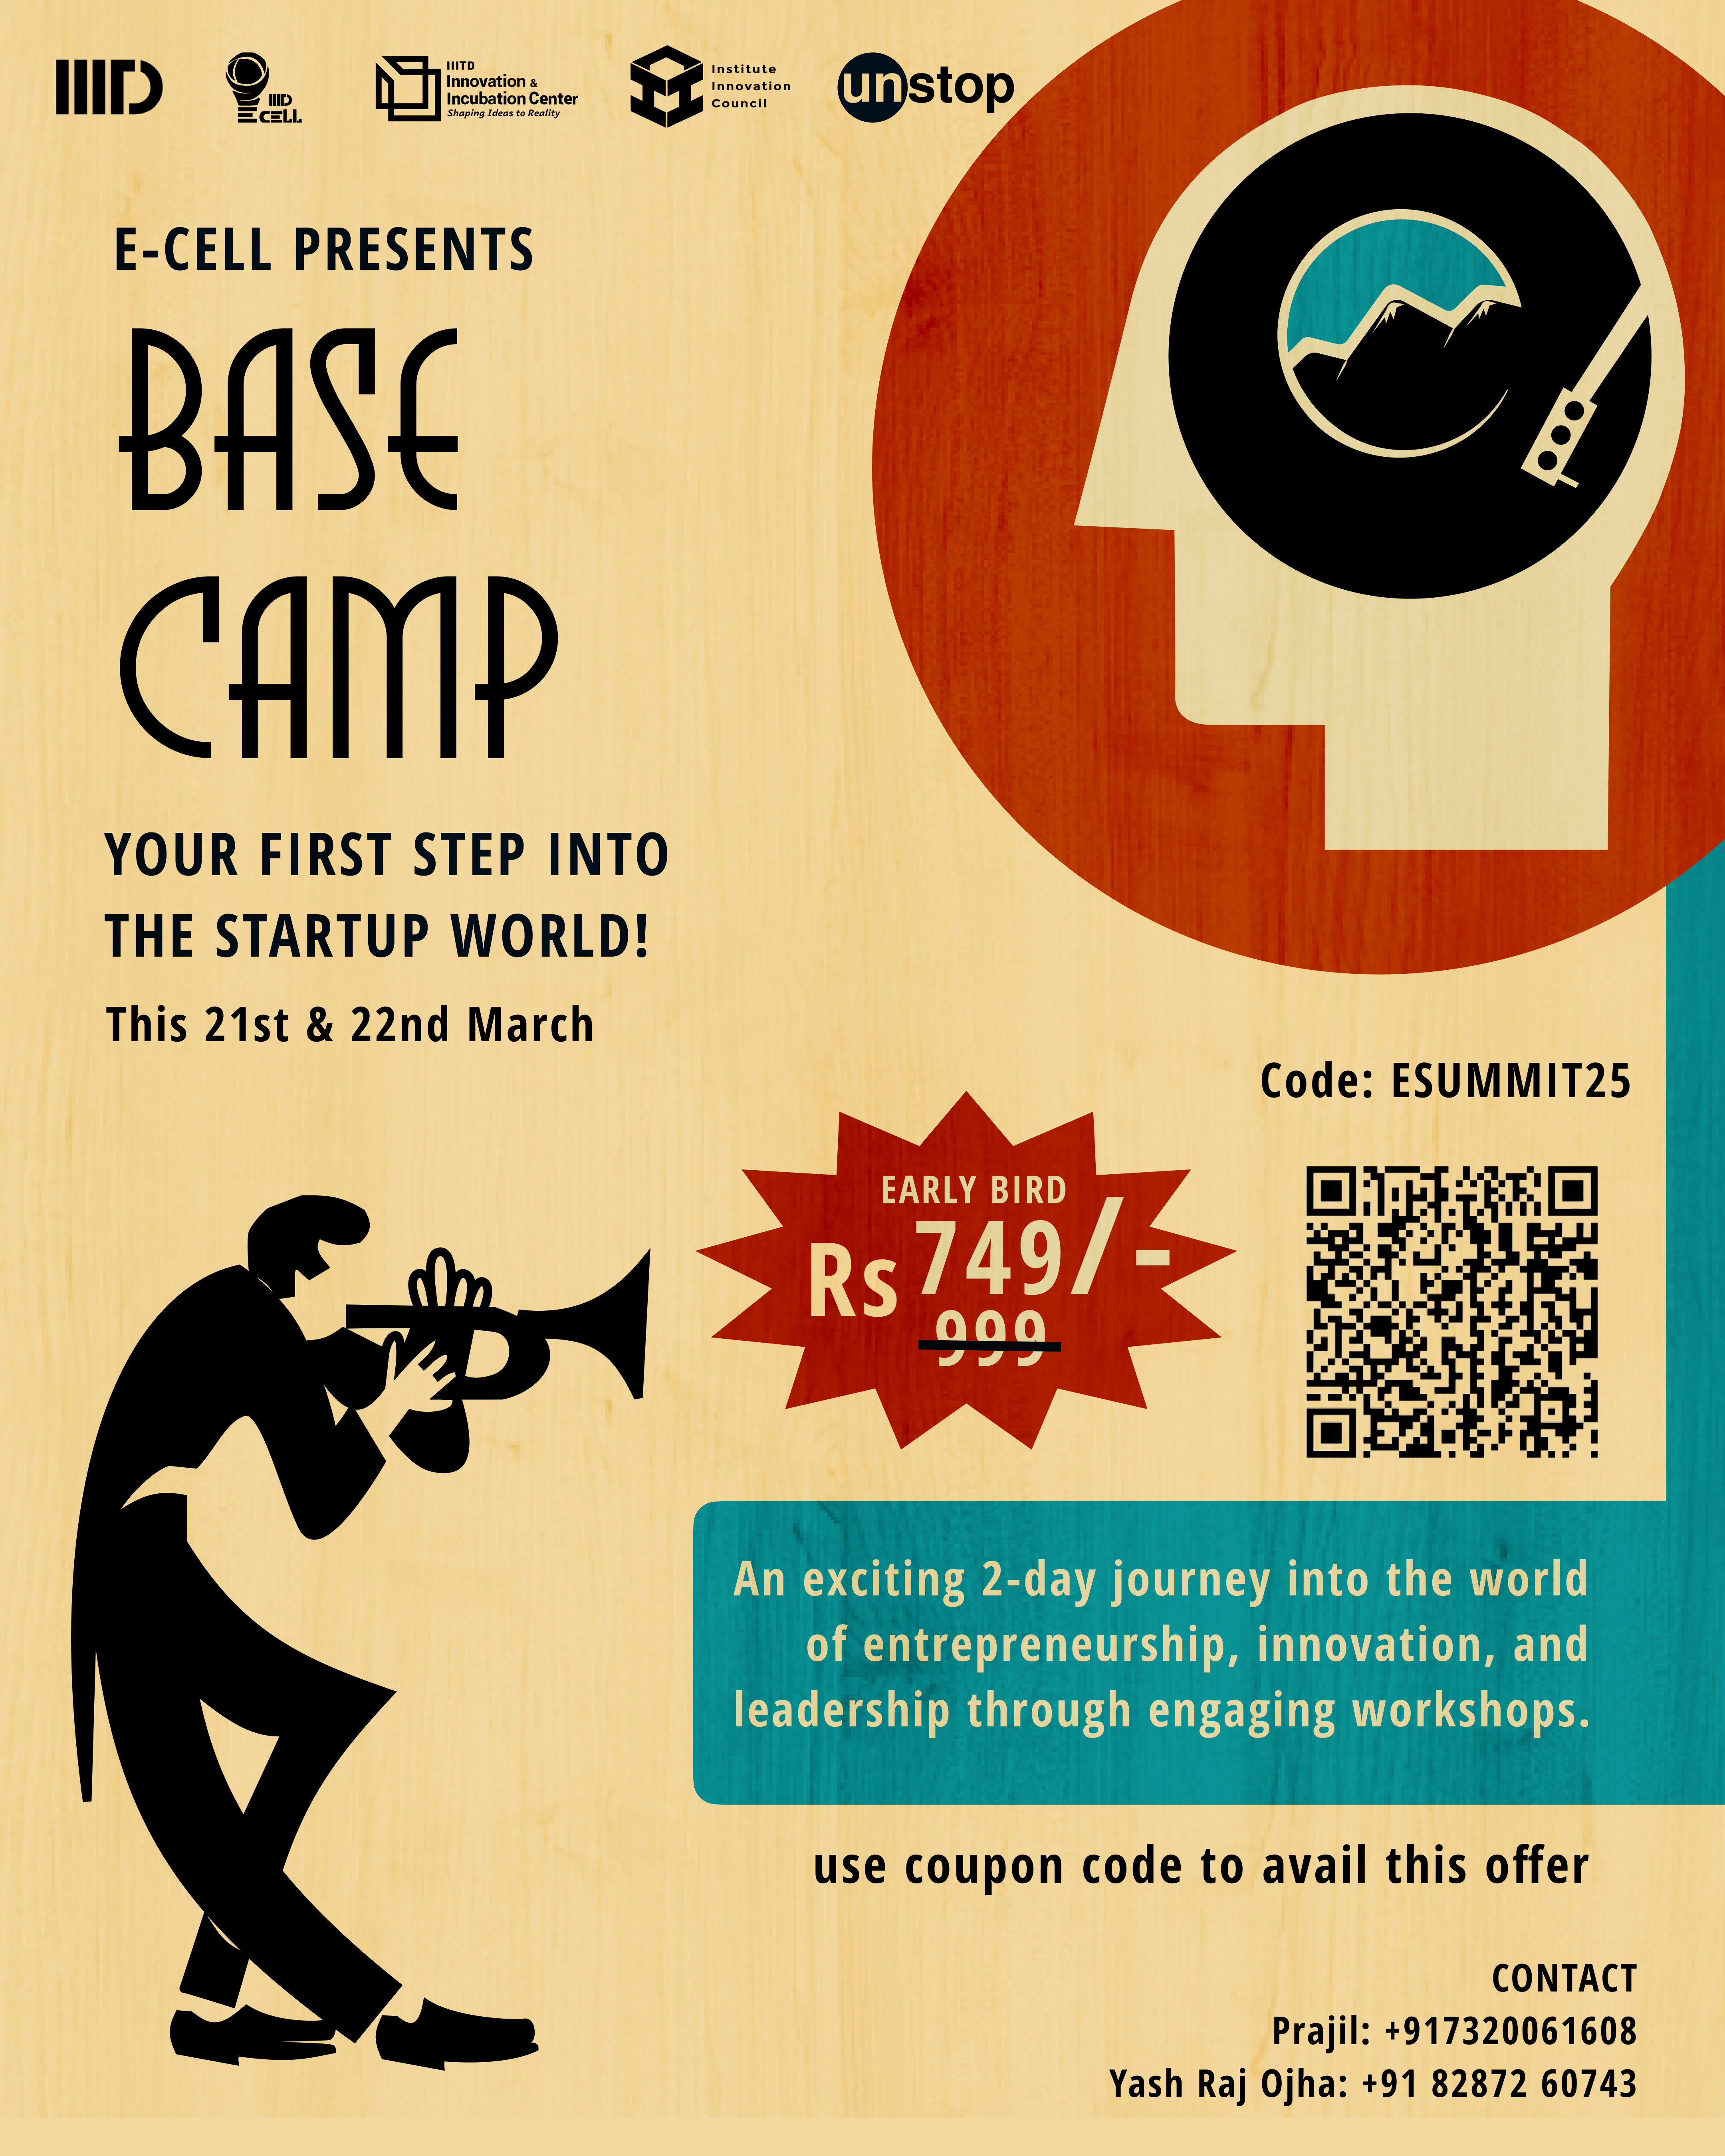 IIITD
IIITD
CELL
IIITD
Innovation &
Incubation Center
Shaping Ideas to Reality
Institute
Innovation
Council
unstop
E-CELL PRESENTS
BASE
CAMP
YOUR FIRST STEP INTO
THE STARTUP WORLD!
This 21st & 22nd March
Code: ESUMMIT25
EARLY BIRD
Rs 749/-
999
An exciting 2-day journey into the world
of entrepreneurship, innovation, and
leadership through engaging workshops.
use coupon code to avail this offer
CONTACT
Prajil: +917320061608
Yash Raj Ojha: +91 82872 60743